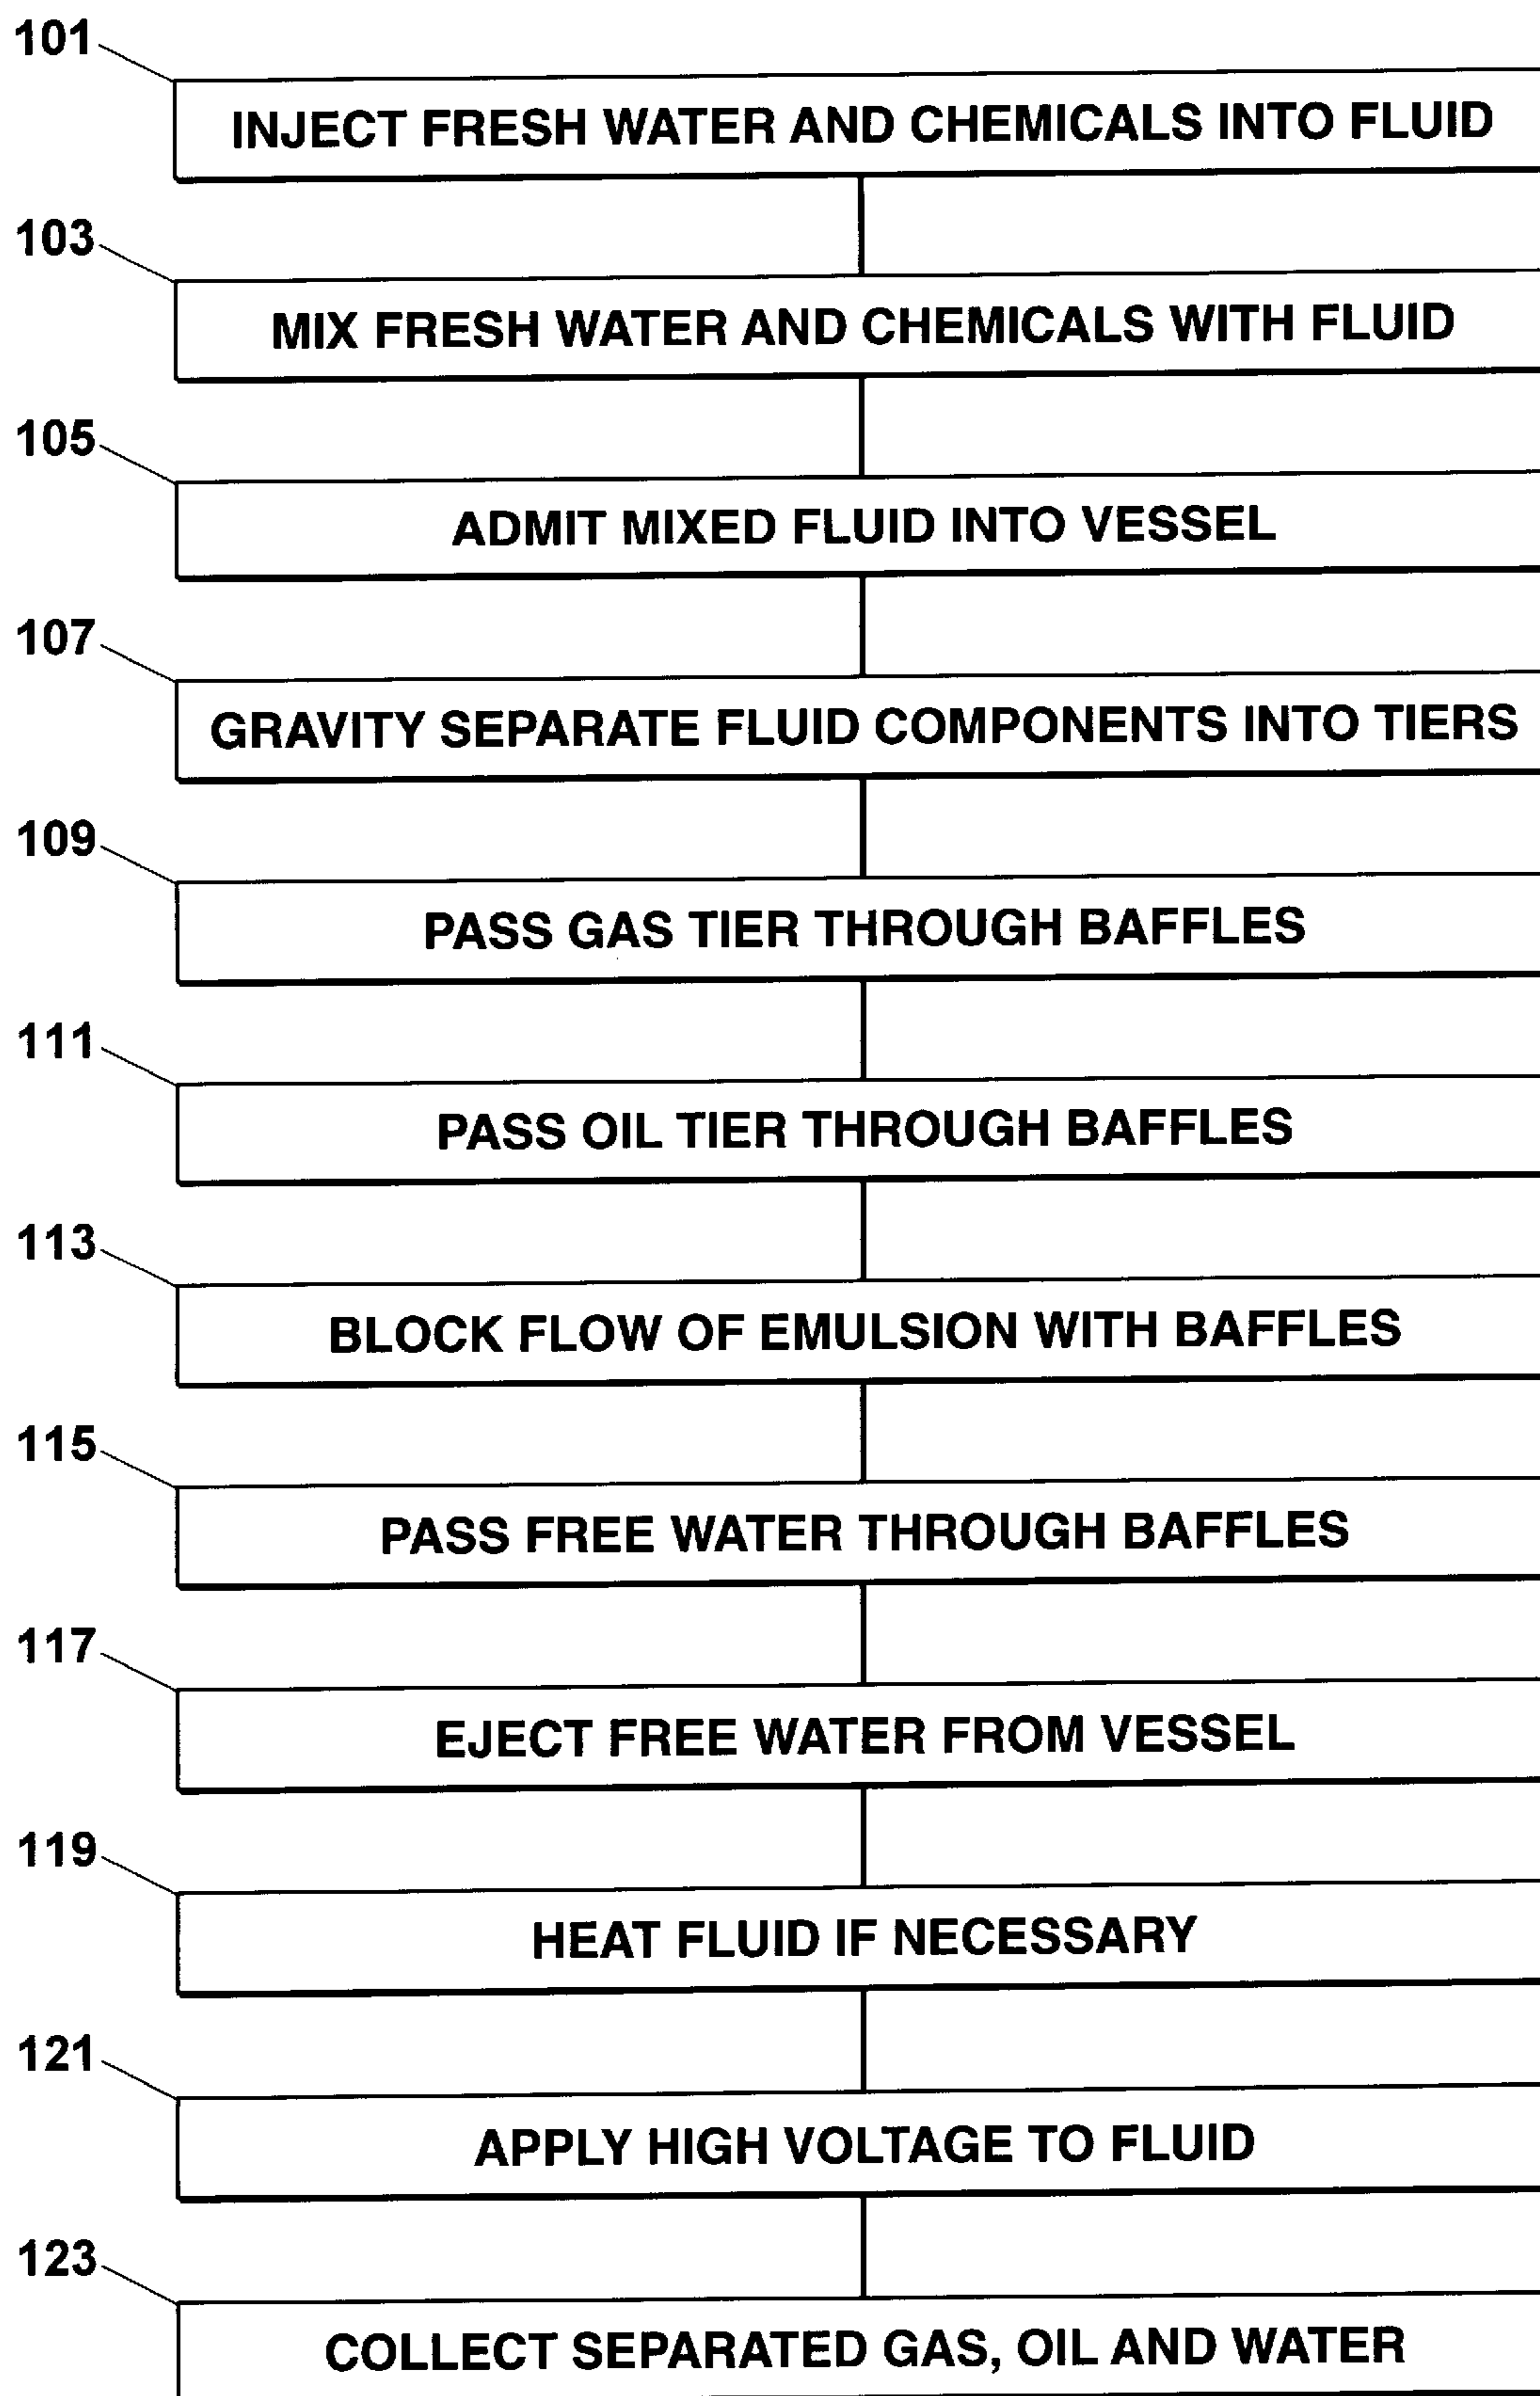 101
INJECT FRESH WATER AND CHEMICALS INTO FLUID
103
MIX FRESH WATER AND CHEMICALS WITH FLUID
105
ADMIT MIXED FLUID INTO VESSEL
107
GRAVITY SEPARATE FLUID COMPONENTS INTO TIERS
109
PASS GAS TIER THROUGH BAFFLES
111
PASS OIL TIER THROUGH BAFFLES
113
BLOCK FLOW OF EMULSION WITH BAFFLES
115
PASS FREE WATER THROUGH BAFFLES
117
EJECT FREE WATER FROM VESSEL
119
HEAT FLUID IF NECESSARY
121
APPLY HIGH VOLTAGE TO FLUID
123
COLLECT SEPARATED GAS, OIL AND WATER